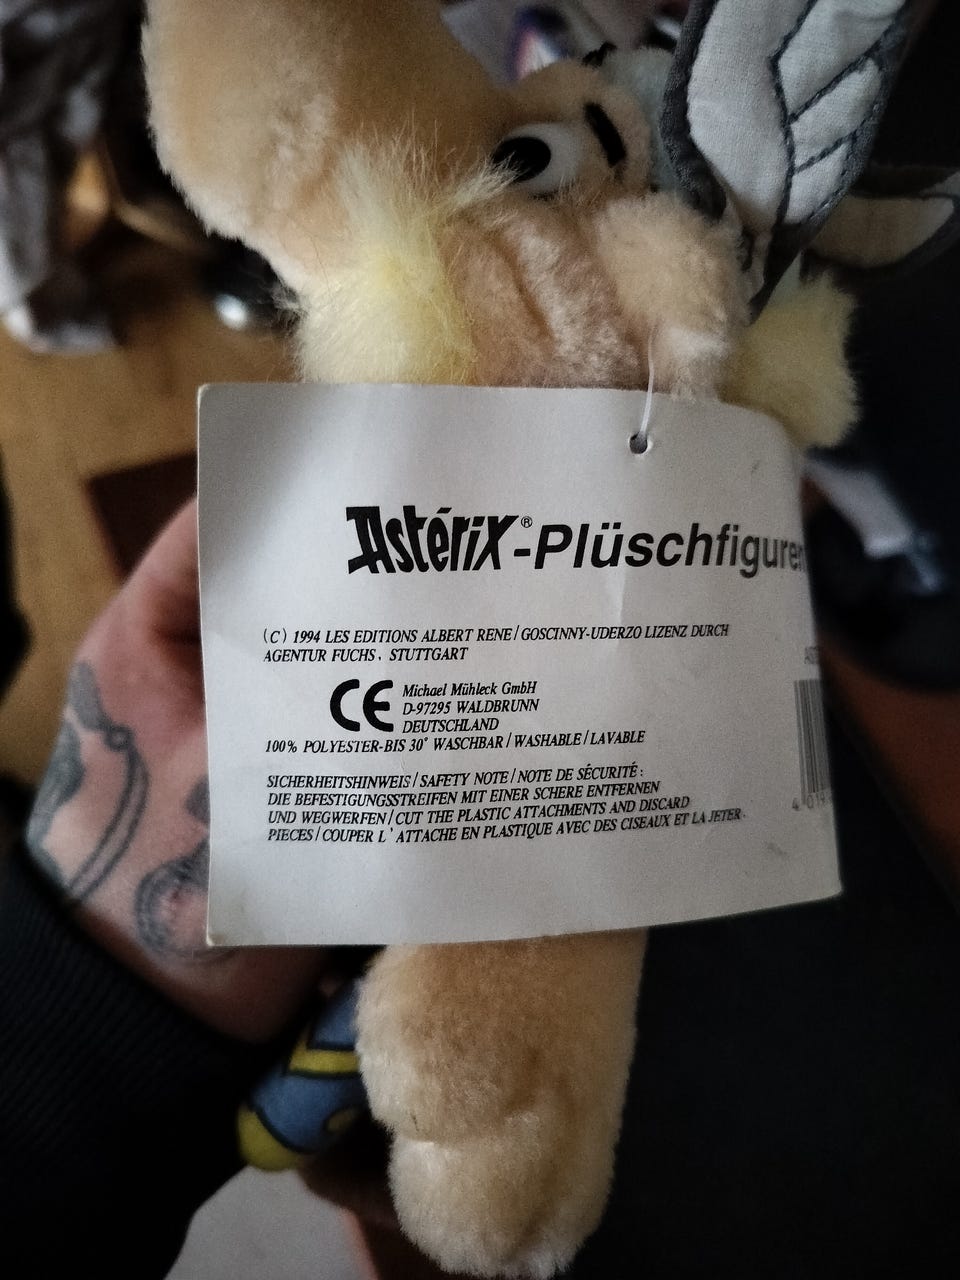 Astérix®-Plüschfiguren
(C) 1994 LES EDITIONS ALBERT RENE/GOSCINNY-UDERZO LIZENZ DURCH
AGENTUR FUCHS, STUTTGART
CE
Michael Mühleck GmbH
D-97295 WALDBRUNN
DEUTSCHLAND
100% POLYESTER-BIS 30° WASCHBAR/WASHABLE/LAVABLE
SICHERHEITSHINWEIS/SAFETY NOTE/NOTE DE SÉCURITÉ:
DIE BEFESTIGUNGSSTREIFEN MIT EINER SCHERE ENTFERNEN
UND WEGWERFEN/CUT THE PLASTIC ATTACHMENTS AND DISCARD
PIECES/COUPER L'ATTACHE EN PLASTIQUE AVEC DES CISEAUX ET LA JETER.